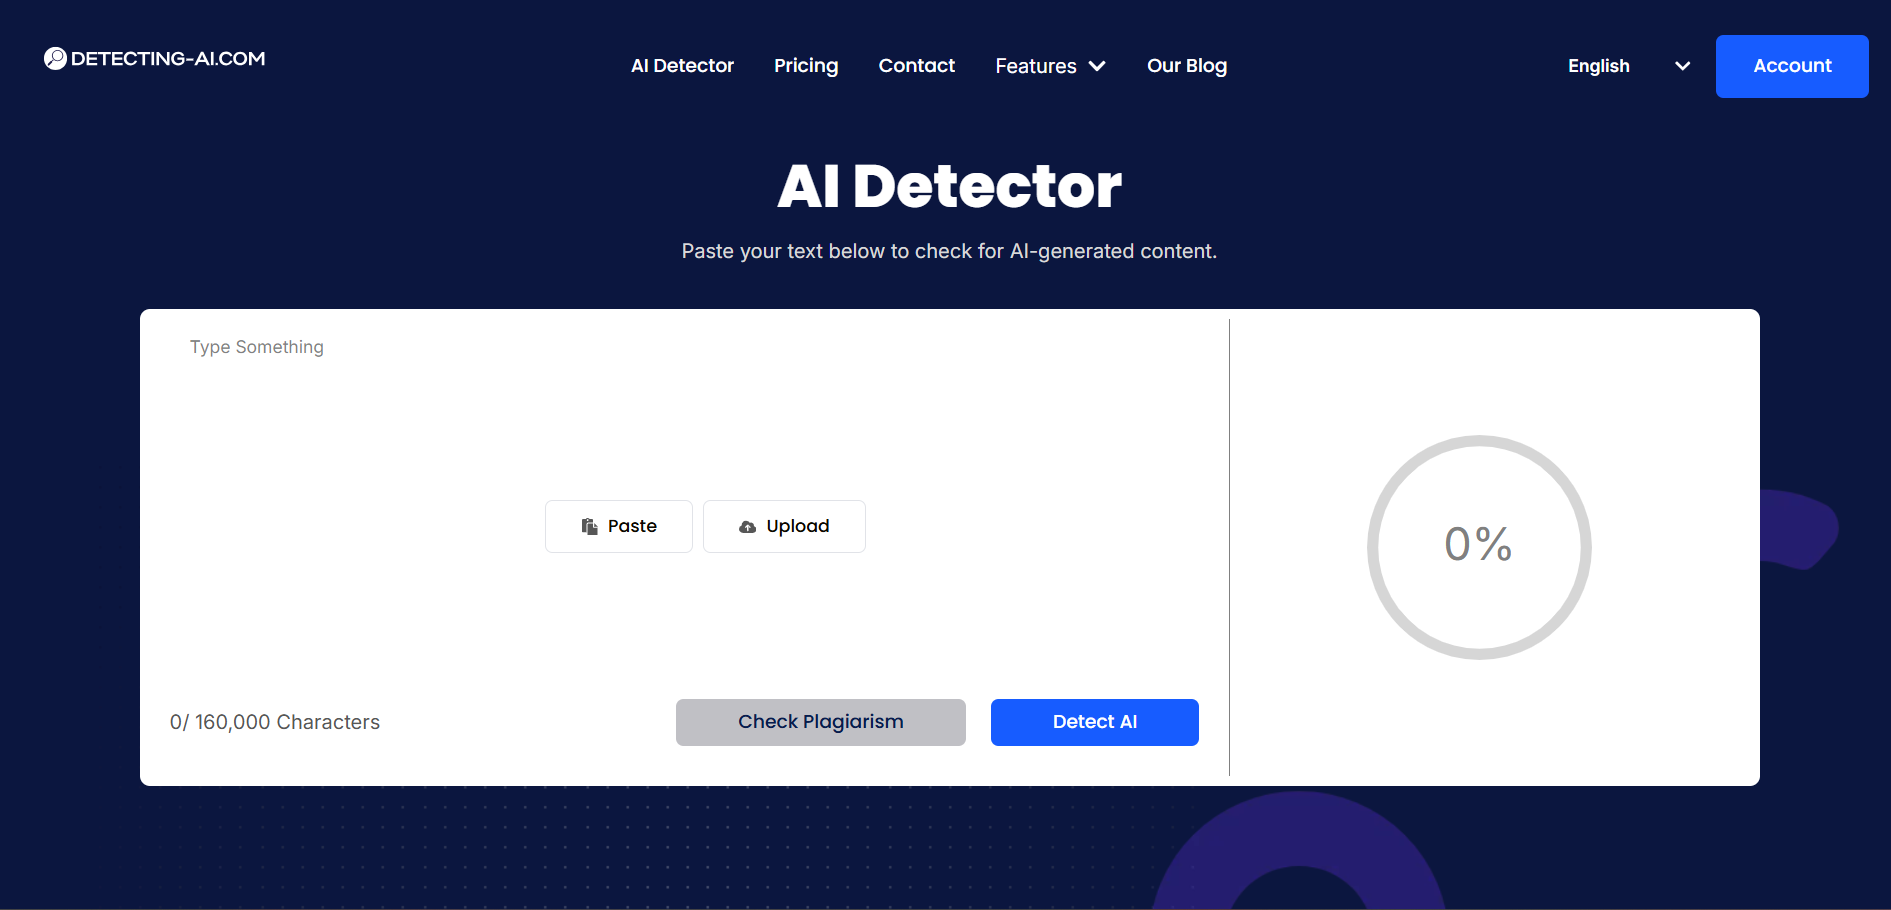 DETECTING-AI.COM
AI Detector Pricing Contact Features Our Blog English Account
AI Detector
Paste your text below to check for AI-generated content.
Type Something
Paste Upload
0%
0/ 160,000 Characters Check Plagiarism Detect AI